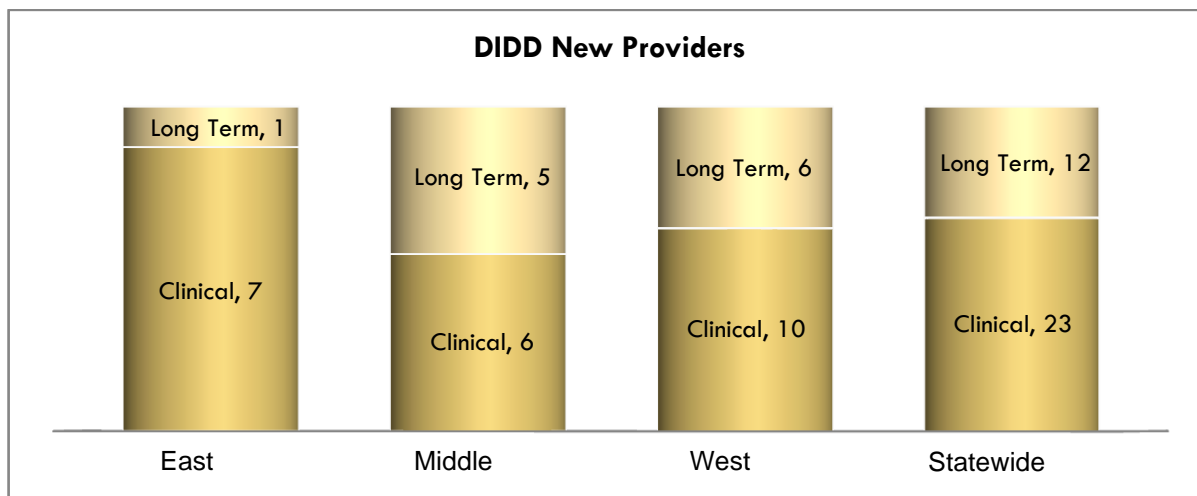 DIDD New Providers
Long Term, 1
Long Term, 5
Long Term, 6
Long Term, 12
Clinical, 7
Clinical, 6
Clinical, 10
Clinical, 23
East
Middle
West
Statewide